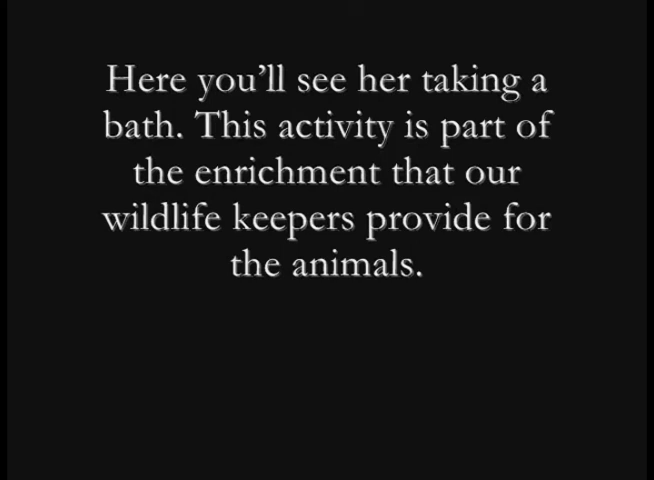 Here you’ll see her taking a
bath. This activity is part of
the enrichment that our
wildlife keepers provide for
the animals.